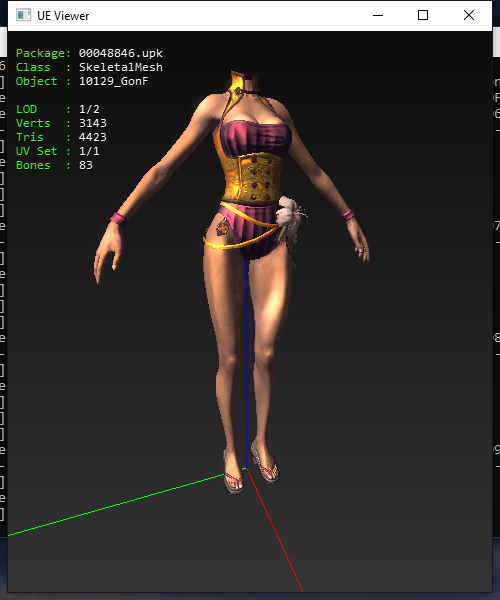 UE Viewer
Package: 00048846.upk
Class : SkeletalMesh
Object : 10129_GonF
LOD : 1/2
Verts : 3143
Tris : 4423
UV Set : 1/1
Bones : 83